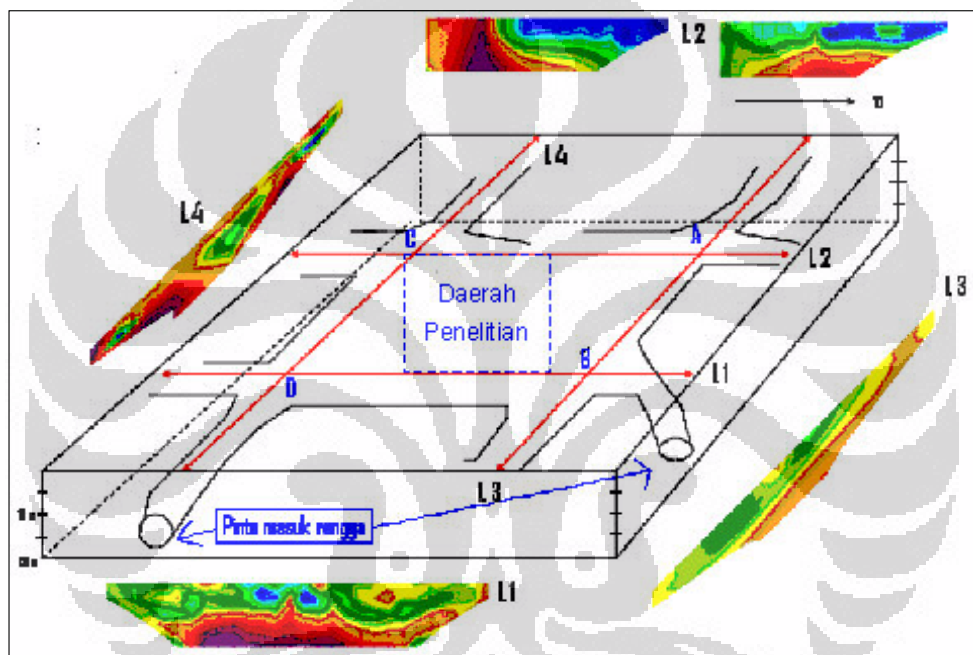 L2
L4
L4
C
A
L2
L3
Daerah
Penelitian
B
L1
D
L3
Pintu masuk rongga
L1